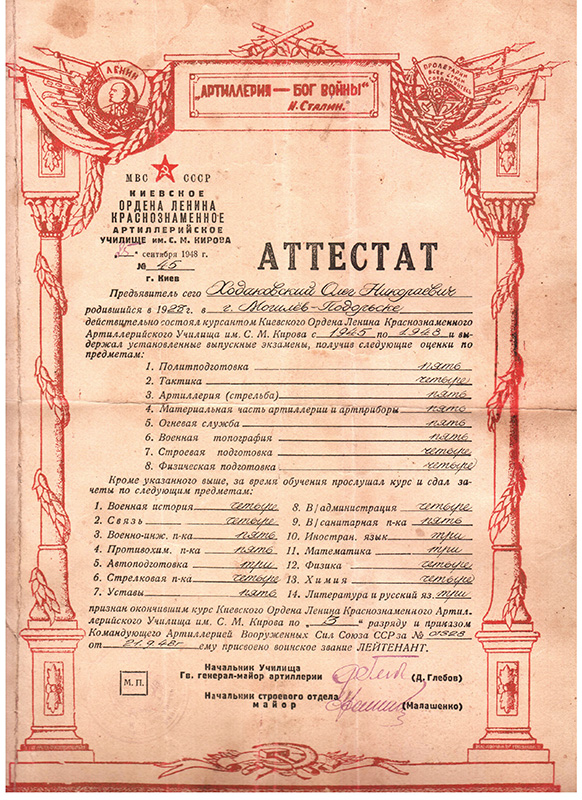 ЛЕНИН
„АРТИЛЛЕРИЯ — БОГ ВОЙНЫ“
И. Сталин.
МВС СССР
КИЕВСКОЕ
ОРДЕНА ЛЕНИНА
КРАСНОЗНАМЕННОЕ
АРТИЛЛЕРИЙСКОЕ
УЧИЛИЩЕ им. С. М. КИРОВА
сентября 1948 г.
№ 45
г. Киев
АТТЕСТАТ
Предъявитель сего Ходаковский Олег Николаевич
родившийся в 1928 г. в г. Могилёв-Подольске
действительно состоял курсантом Киевского Ордена Ленина Краснознаменного
Артиллерийского Училища им. С. М. Кирова с 1945 по 1948 и вы-
держал установленные выпускные экзамены, получив следующие оценки по
предметам:
1. Политподготовка пять
2. Тактика четыре
3. Артиллерия (стрельба) пять
4. Материальная часть артиллерии и артприборы пять
5. Огневая служба пять
6. Военная топография пять
7. Строевая подготовка четыре
8. Физическая подготовка четыре
Кроме указанного выше, за время обучения прослушал курс и сдал за-
четы по следующим предметам:
1. Военная история четыре 8. В/администрация четыре
2. Связь четыре 9. В/санитарная п-ка пять
3. Военно-инж. п-ка пять 10. Иностран. язык три
4. Противохим. п-ка пять 11. Математика три
5. Автоподготовка три 12. Физика четыре
6. Стрелковая п-ка четыре 13. Химия четыре
7. Уставы пять 14. Литература и русский яз. три
признан окончившим курс Киевского Ордена Ленина Краснознаменного Артил-
лерийского Училища им. С. М. Кирова по „ “ разряду и приказом
Командующего Артиллерией Вооруженных Сил Союза ССР за № 01328
от 21.9.48г. ему присвоено воинское звание ЛЕЙТЕНАНТ.
Начальник Училища
Гв. генерал-майор артиллерии (Д. Глебов)
М. П.
Начальник строевого отдела
майор (Малашенко)